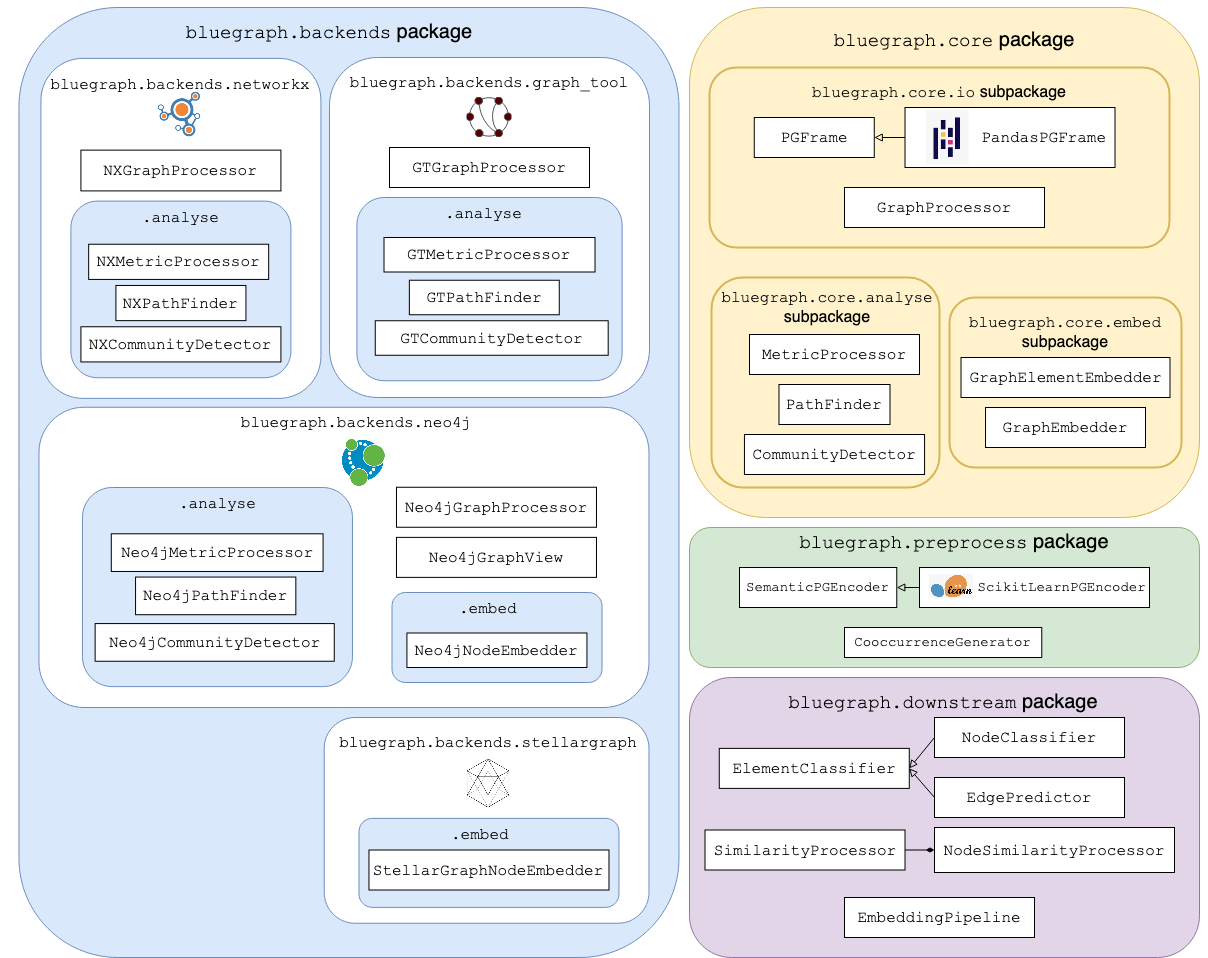 bluegraph.backends package
bluegraph.backends.networkx
NXGraphProcessor
.analyse
NXMetricProcessor
NXPathFinder
NXCommunityDetector
bluegraph.backends.graph_tool
GTGraphProcessor
.analyse
GTMetricProcessor
GTPathFinder
GTCommunityDetector
bluegraph.backends.neo4j
.analyse
Neo4jMetricProcessor
Neo4jPathFinder
Neo4jCommunityDetector
Neo4jGraphProcessor
Neo4jGraphView
.embed
Neo4jNodeEmbedder
bluegraph.backends.stellargraph
.embed
StellarGraphNodeEmbedder
bluegraph.core package
bluegraph.core.io subpackage
PGFrame
PandasPGFrame
GraphProcessor
bluegraph.core.analyse
subpackage
MetricProcessor
PathFinder
CommunityDetector
bluegraph.core.embed
subpackage
GraphElementEmbedder
GraphEmbedder
bluegraph.preprocess package
SemanticPGEncoder
learn
ScikitLearnPGEncoder
CooccurrenceGenerator
bluegraph.downstream package
ElementClassifier
NodeClassifier
EdgePredictor
SimilarityProcessor
NodeSimilarityProcessor
EmbeddingPipeline